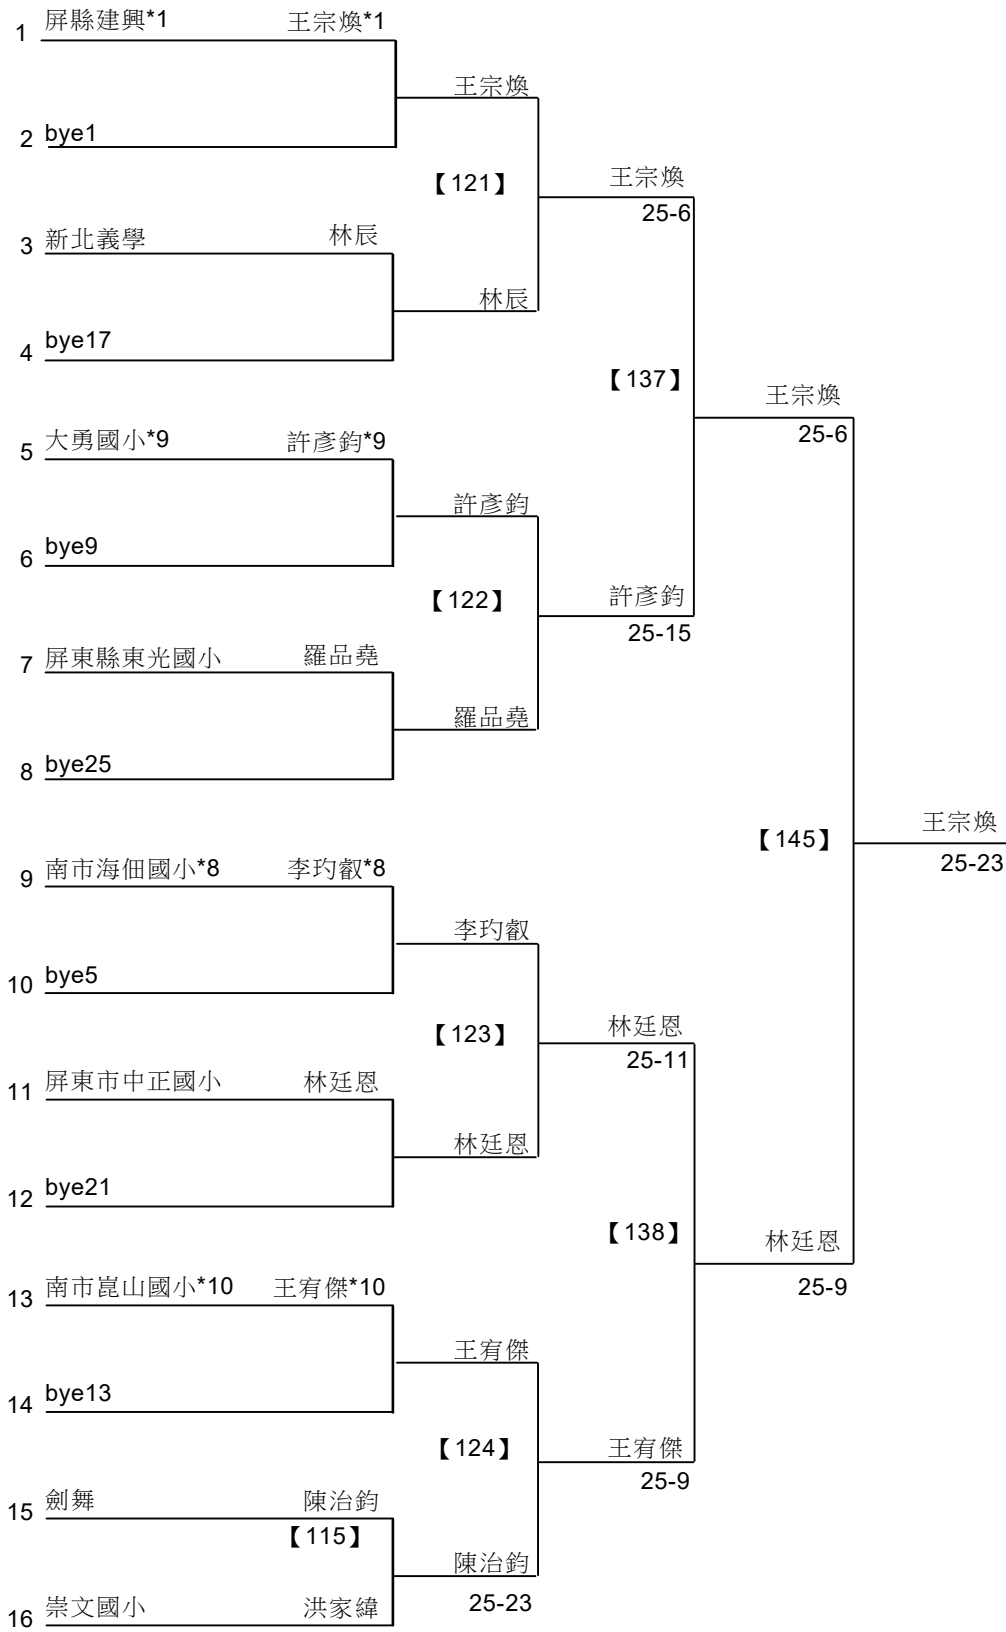 1 屏縣建興*1 王宗煥*1
王宗煥
2 bye1
【121】 王宗煥
25-6
3 新北義學 林辰
林辰
4 bye17
【137】 王宗煥
25-6
5 大勇國小*9 許彥鈞*9
許彥鈞
6 bye9
【122】 許彥鈞
25-15
7 屏東縣東光國小 羅品堯
羅品堯
8 bye25
【145】 王宗煥
25-23
9 南市海佃國小*8 李玓叡*8
李玓叡
10 bye5
【123】 林廷恩
25-11
11 屏東市中正國小 林廷恩
林廷恩
12 bye21
【138】 林廷恩
25-9
13 南市崑山國小*10 王宥傑*10
王宥傑
14 bye13
【124】 王宥傑
25-9
15 劍舞 陳治鈞
【115】
陳治鈞
25-23
16 崇文國小 洪家緯